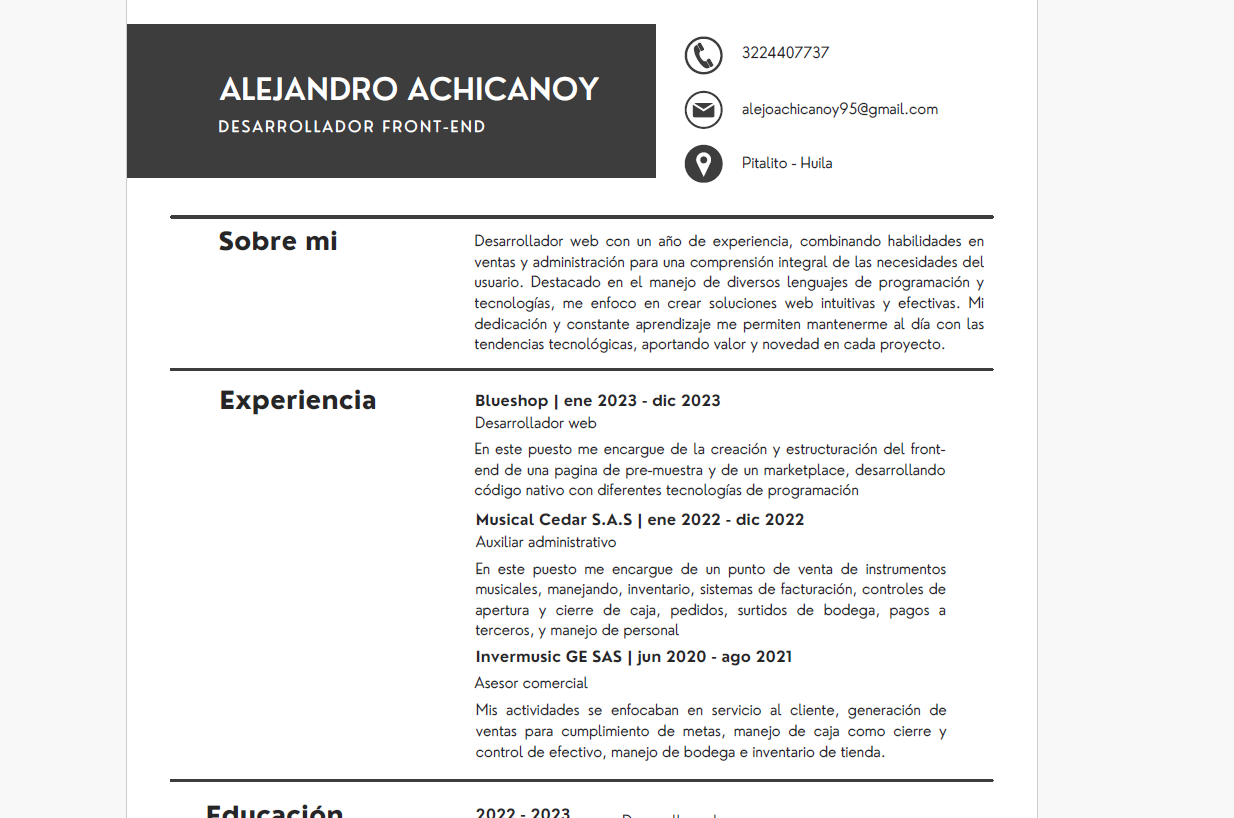 ALEJANDRO ACHICANOY
DESARROLLADOR FRONT-END
3224407737
alejoachicanoy95@gmail.com
Pitalito - Huila
Sobre mi
Desarrollador web con un año de experiencia, combinando habilidades en
ventas y administración para una comprensión integral de las necesidades del
usuario. Destacado en el manejo de diversos lenguajes de programación y
tecnologías, me enfoco en crear soluciones web intuitivas y efectivas. Mi
dedicación y constante aprendizaje me permiten mantenerme al día con las
tendencias tecnológicas, aportando valor y novedad en cada proyecto.
Experiencia
Blueshop | ene 2023 - dic 2023
Desarrollador web
En este puesto me encargue de la creación y estructuración del front-
end de una pagina de pre-muestra y de un marketplace, desarrollando
código nativo con diferentes tecnologías de programación
Musical Cedar S.A.S | ene 2022 - dic 2022
Auxiliar administrativo
En este puesto me encargue de un punto de venta de instrumentos
musicales, manejando, inventario, sistemas de facturación, controles de
apertura y cierre de caja, pedidos, surtidos de bodega, pagos a
terceros, y manejo de personal
Invermusic GE SAS | jun 2020 - ago 2021
Asesor comercial
Mis actividades se enfocaban en servicio al cliente, generación de
ventas para cumplimiento de metas, manejo de caja como cierre y
control de efectivo, manejo de bodega e inventario de tienda.
Educación
2022 - 2023